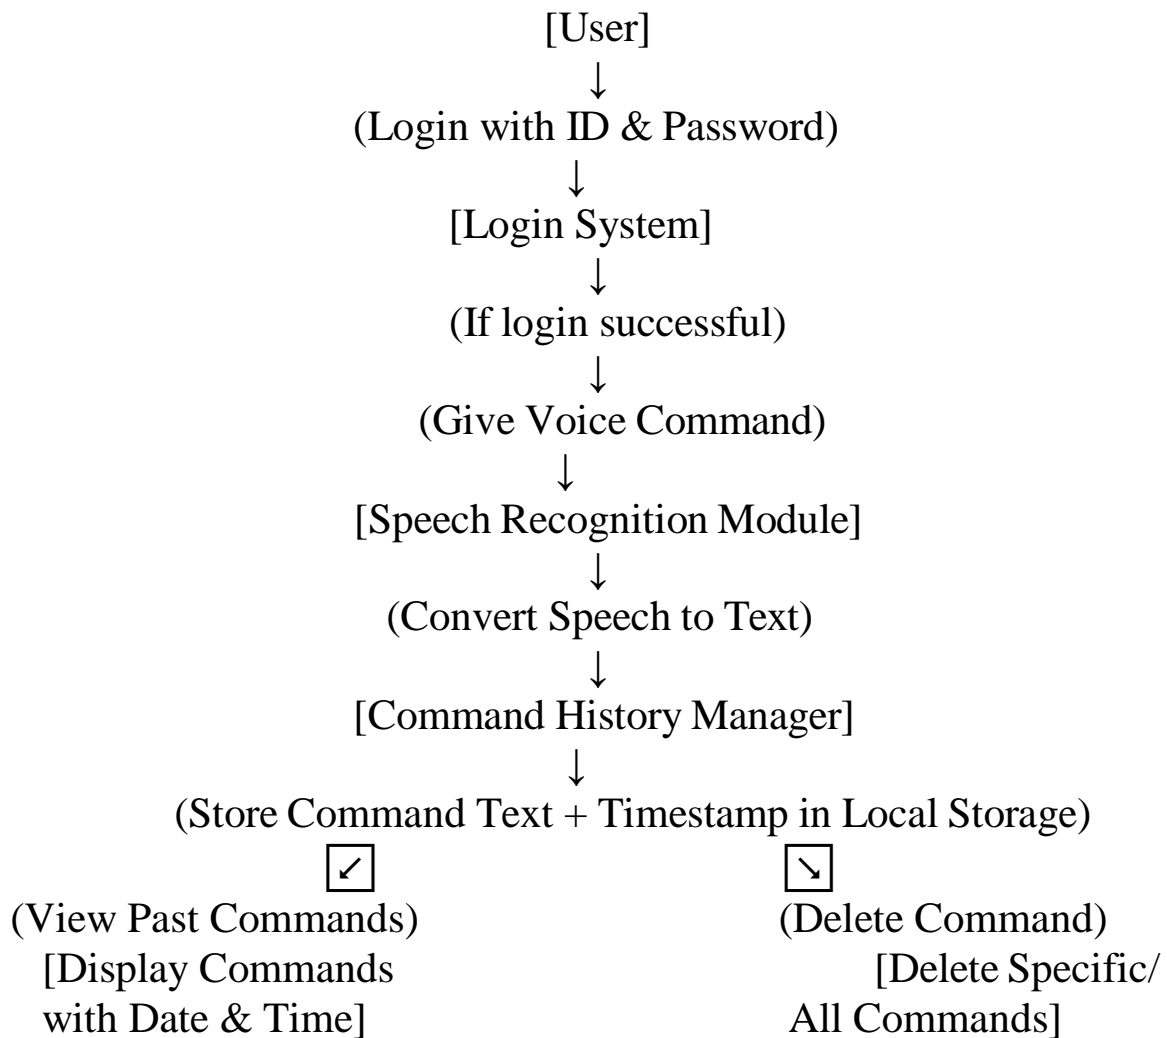 [User]
↓
(Login with ID & Password)
↓
[Login System]
↓
(If login successful)
↓
(Give Voice Command)
↓
[Speech Recognition Module]
↓
(Convert Speech to Text)
↓
[Command History Manager]
↓
(Store Command Text + Timestamp in Local Storage)
↙ ↘
(View Past Commands) (Delete Command)
[Display Commands [Delete Specific/
with Date & Time] All Commands]